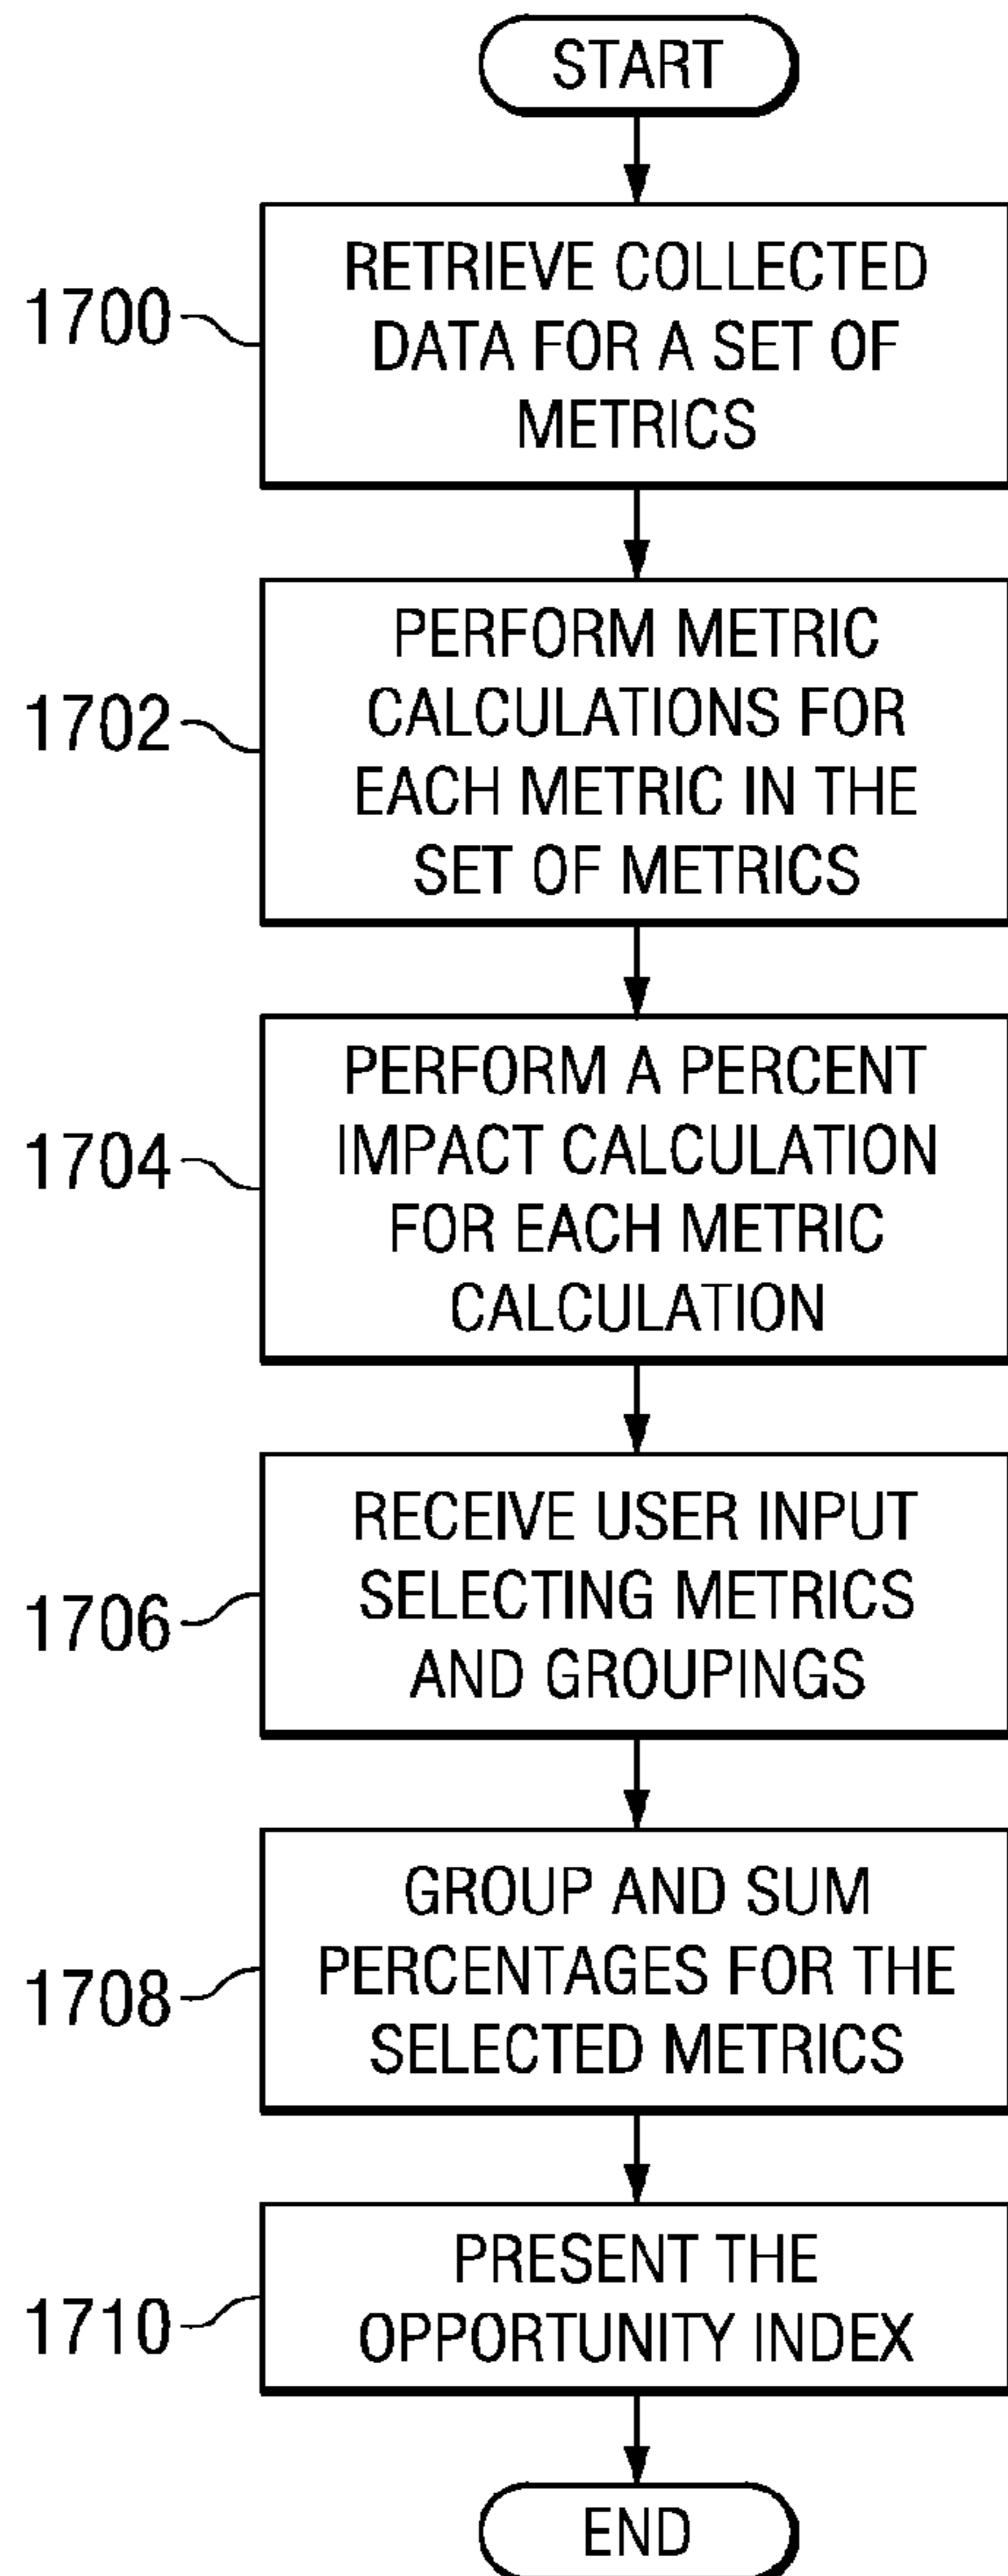 START
1700
RETRIEVE COLLECTED
DATA FOR A SET OF
METRICS
1702
PERFORM METRIC
CALCULATIONS FOR
EACH METRIC IN THE
SET OF METRICS
1704
PERFORM A PERCENT
IMPACT CALCULATION
FOR EACH METRIC
CALCULATION
1706
RECEIVE USER INPUT
SELECTING METRICS
AND GROUPINGS
1708
GROUP AND SUM
PERCENTAGES FOR THE
SELECTED METRICS
1710
PRESENT THE
OPPORTUNITY INDEX
END